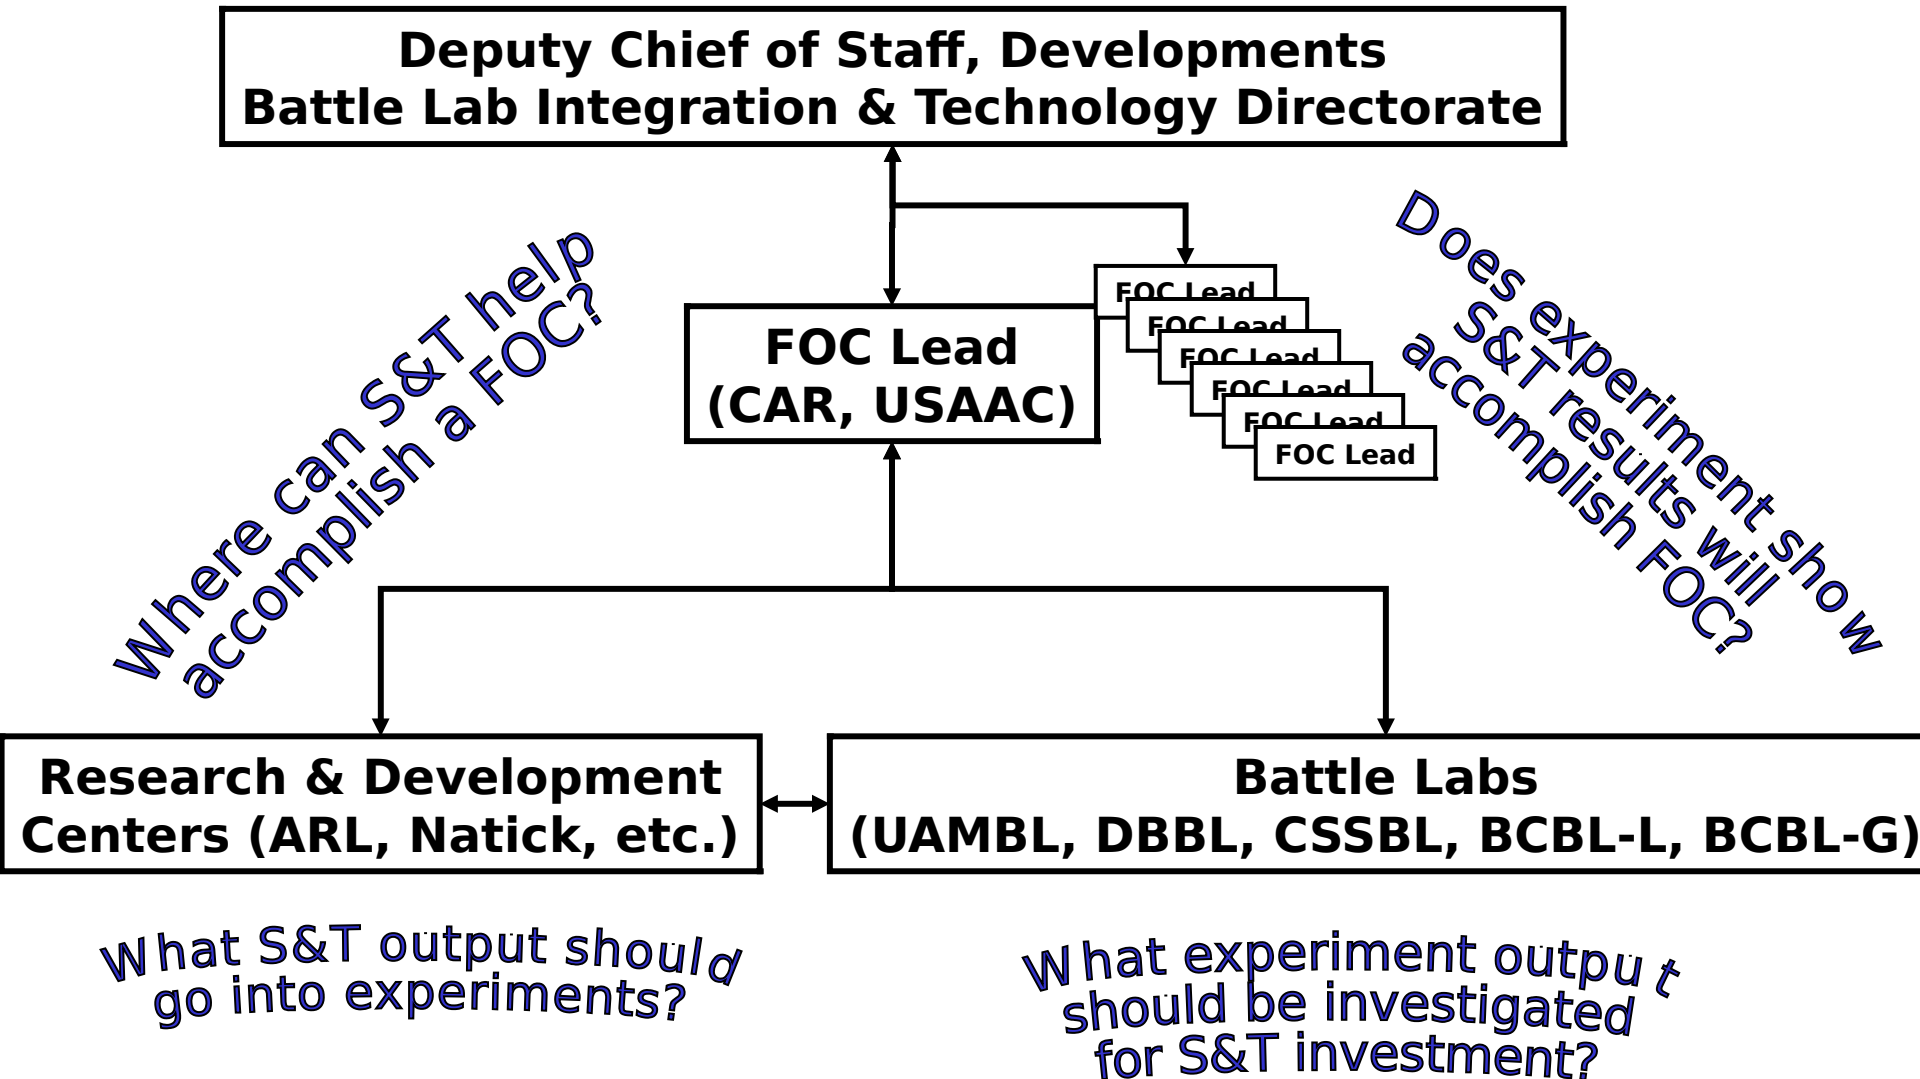 Deputy Chief of Staff, Developments
Battle Lab Integration & Technology Directorate
Where can S&T help
accomplish a FOC?
FOC Lead
(CAR, USAAC)
FOC Lead
FOC Lead
FOC Lead
FOC Lead
FOC Lead
FOC Lead
Does experiment show
S&T results will
accomplish FOC?
Research & Development
Centers (ARL, Natick, etc.)
Battle Labs
(UAMBL, DBBL, CSSBL, BCBL-L, BCBL-G)
What S&T output should
go into experiments?
What experiment output
should be investigated
for S&T investment?